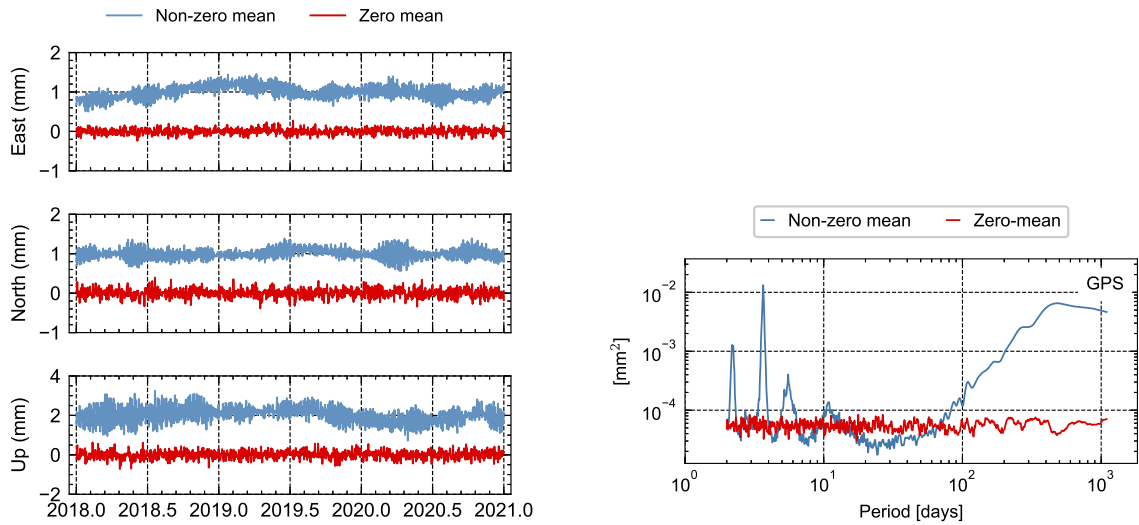 Non-zero mean Zero mean
East (mm)
2
1
0
−1
North (mm)
2
1
0
−1
Up (mm)
4
2
0
−2
2018.0 2018.5 2019.0 2019.5 2020.0 2020.5 2021.0
Non-zero mean Zero-mean
GPS
[mm²]
10⁻²
10⁻³
10⁻⁴
10⁰ 10¹ 10² 10³
Period [days]